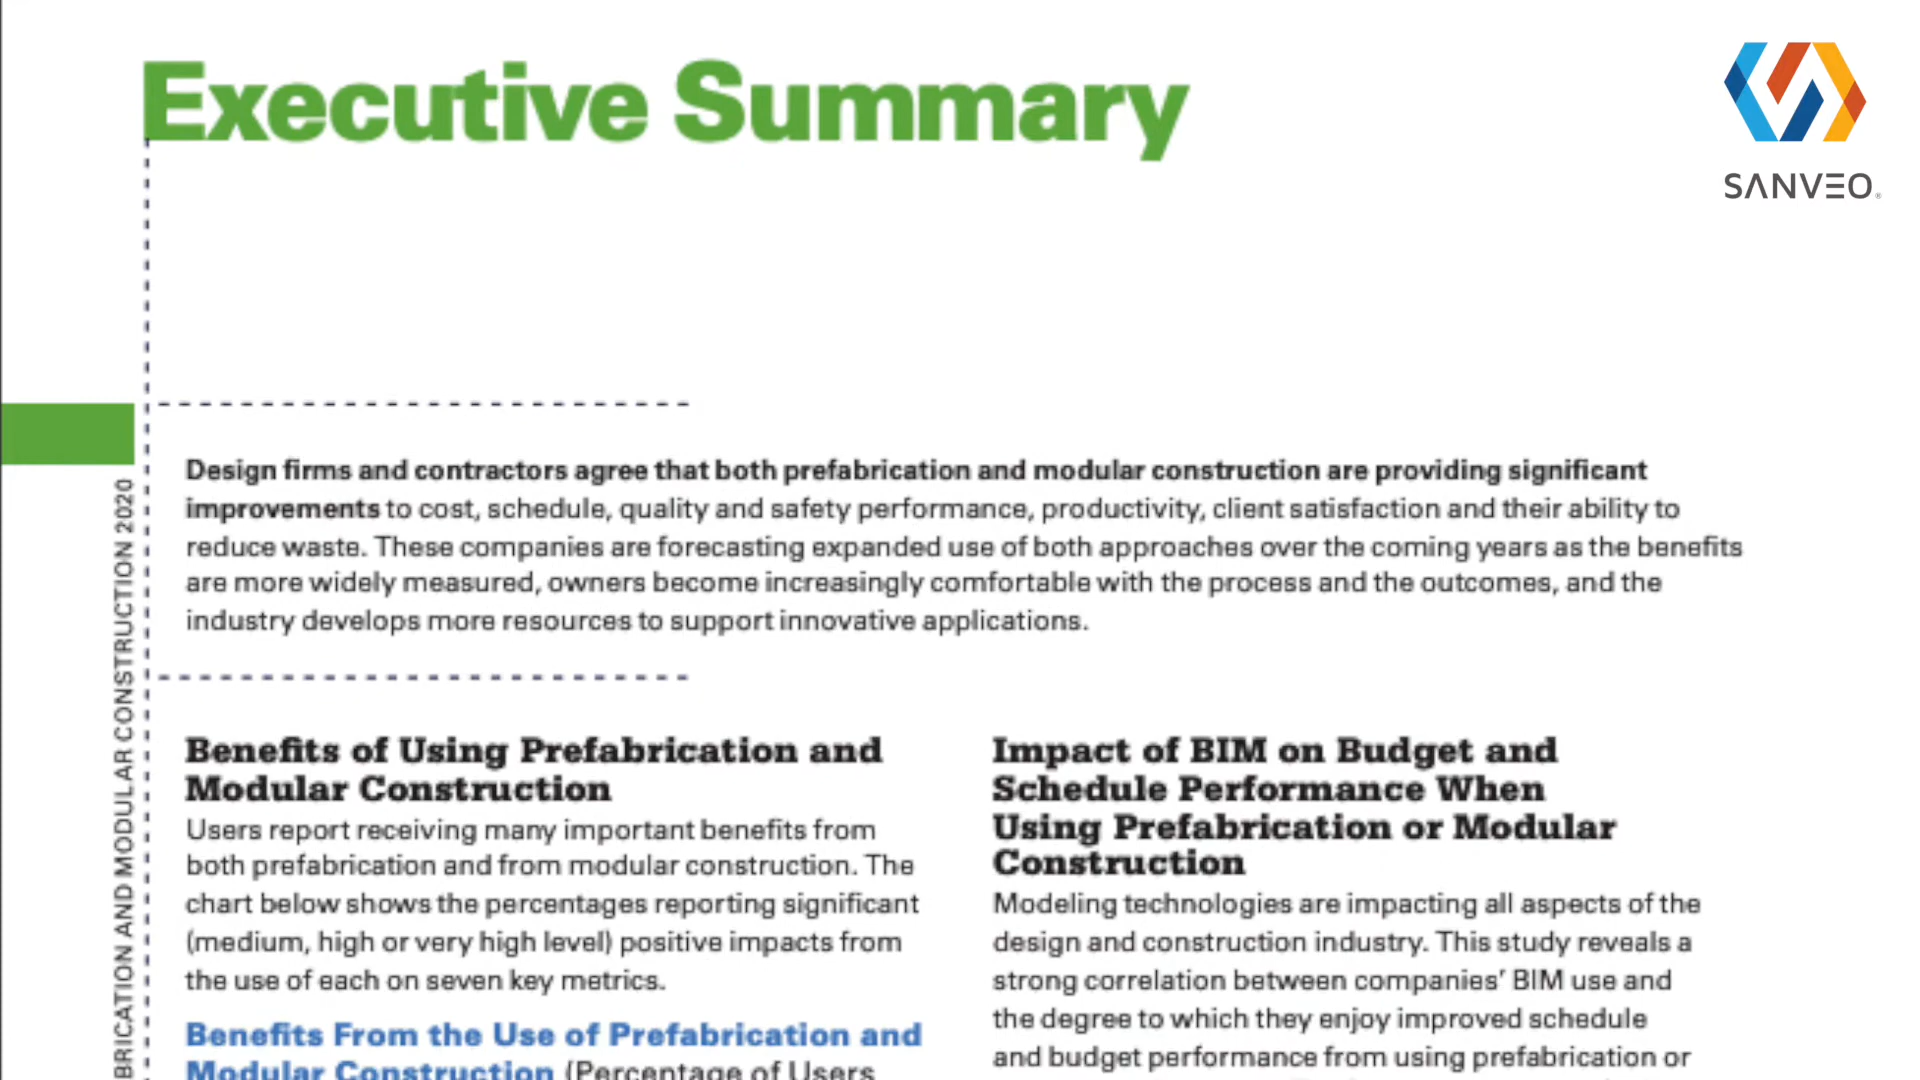 Executive Summary
SANVEO
Design firms and contractors agree that both prefabrication and modular construction are providing significant
improvements to cost, schedule, quality and safety performance, productivity, client satisfaction and their ability to
reduce waste. These companies are forecasting expanded use of both approaches over the coming years as the benefits
are more widely measured, owners become increasingly comfortable with the process and the outcomes, and the
industry develops more resources to support innovative applications.
BRICATION AND MODULAR CONSTRUCTION 2020
Benefits of Using Prefabrication and
Modular Construction
Users report receiving many important benefits from
both prefabrication and from modular construction. The
chart below shows the percentages reporting significant
(medium, high or very high level) positive impacts from
the use of each on seven key metrics.
Benefits From the Use of Prefabrication and
Modular Construction (Percentage of Users
Impact of BIM on Budget and
Schedule Performance When
Using Prefabrication or Modular
Construction
Modeling technologies are impacting all aspects of the
design and construction industry. This study reveals a
strong correlation between companies' BIM use and
the degree to which they enjoy improved schedule
and budget performance from using prefabrication or